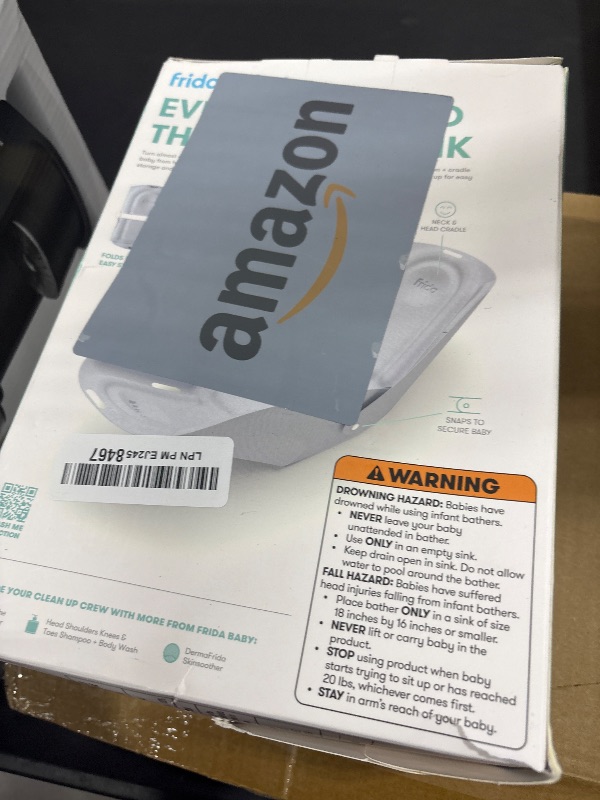 frida
amazon
NECK &
HEAD CRADLE
frida
SNAPS TO
SECURE BABY
LPN PM EJ2458467
WARNING
DROWNING HAZARD: Babies have
drowned while using infant bathers.
• NEVER leave your baby
unattended in bather.
• Use ONLY in an empty sink.
• Keep drain open in sink. Do not allow
water to pool around the bather.
FALL HAZARD: Babies have suffered
head injuries falling from infant bathers.
• Place bather ONLY in a sink of size
18 inches by 16 inches or smaller.
• NEVER lift or carry baby in the
product.
• STOP using product when baby
starts trying to sit up or has reached
20 lbs, whichever comes first.
• STAY in arm's reach of your baby.
YOUR CLEAN UP CREW WITH MORE FROM FRIDA BABY:
Head Shoulders Knees &
Toes Shampoo + Body Wash
DermaFrida
Skinsoother